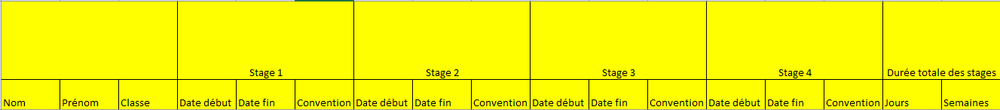 Stage 1 Stage 2 Stage 3 Stage 4 Durée totale des stages
Nom Prénom Classe Date début Date fin Convention Date début Date fin Convention Date début Date fin Convention Date début Date fin Convention Jours Semaines